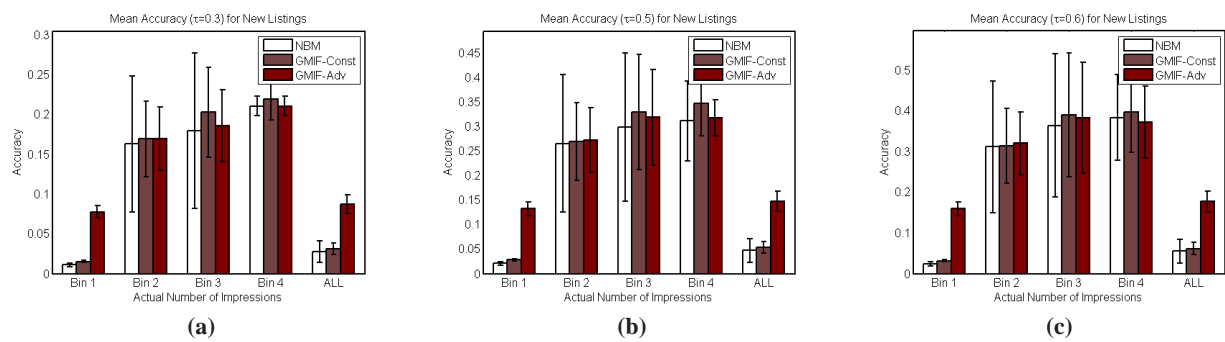 Mean Accuracy (τ=0.3) for New Listings
0.3
0.25
0.2
0.15
0.1
0.05
0
Accuracy
NBM
GMIF-Const
GMIF-Adv
Bin 1 Bin 2 Bin 3 Bin 4 ALL
Actual Number of Impressions
(a)
Mean Accuracy (τ=0.5) for New Listings
0.45
0.4
0.35
0.3
0.25
0.2
0.15
0.1
0.05
0
Accuracy
NBM
GMIF-Const
GMIF-Adv
Bin 1 Bin 2 Bin 3 Bin 4 ALL
Actual Number of Impressions
(b)
Mean Accuracy (τ=0.6) for New Listings
0.5
0.4
0.3
0.2
0.1
0
Accuracy
NBM
GMIF-Const
GMIF-Adv
Bin 1 Bin 2 Bin 3 Bin 4 ALL
Actual Number of Impressions
(c)